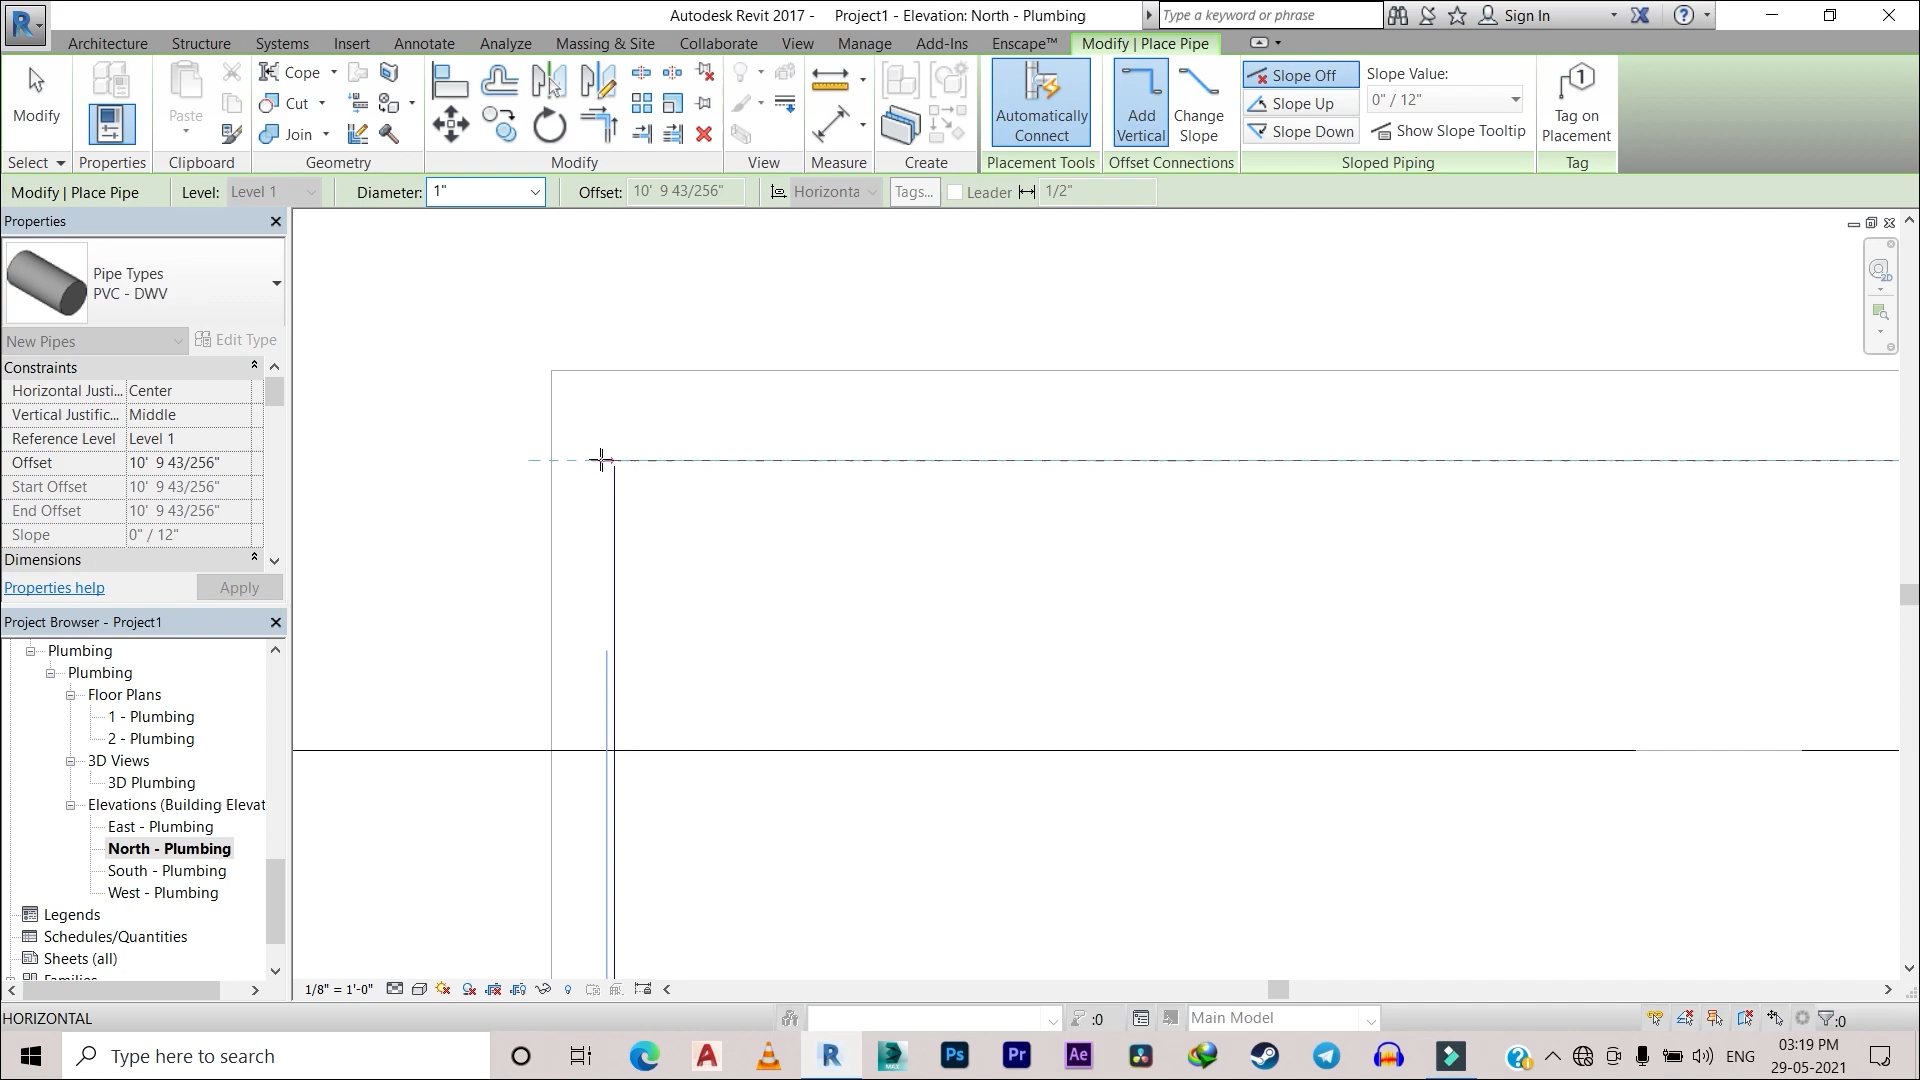 Autodesk Revit 2017 - Project1 - Elevation: North - Plumbing
Type a keyword or phrase
Sign In
Architecture Structure Systems Insert Annotate Analyze Massing & Site Collaborate View Manage Add-Ins Enscape™ Modify | Place Pipe
Modify
Paste
Cope
Cut
Join
Automatically Connect
Add Vertical
Change Slope
Slope Off
Slope Up
Slope Down
Slope Value:
0" / 12"
Show Slope Tooltip
Tag on Placement
Select Properties Clipboard Geometry Modify View Measure Create Placement Tools Offset Connections Sloped Piping Tag
Modify | Place Pipe Level: Level 1 Diameter: 1" Offset: 10' 9 43/256" Horizonta Tags... Leader 1/2"
Properties
Pipe Types
PVC - DWV
New Pipes Edit Type
Constraints
Horizontal Justi... Center
Vertical Justific... Middle
Reference Level Level 1
Offset 10' 9 43/256"
Start Offset 10' 9 43/256"
End Offset 10' 9 43/256"
Slope 0" / 12"
Dimensions
Properties help Apply
Project Browser - Project1
Plumbing
Plumbing
Floor Plans
1 - Plumbing
2 - Plumbing
3D Views
3D Plumbing
Elevations (Building Elevat
East - Plumbing
North - Plumbing
South - Plumbing
West - Plumbing
Legends
Schedules/Quantities
Sheets (all)
Families
1/8" = 1'-0"
HORIZONTAL
:0
Main Model
:0
Type here to search
ENG
03:19 PM
29-05-2021